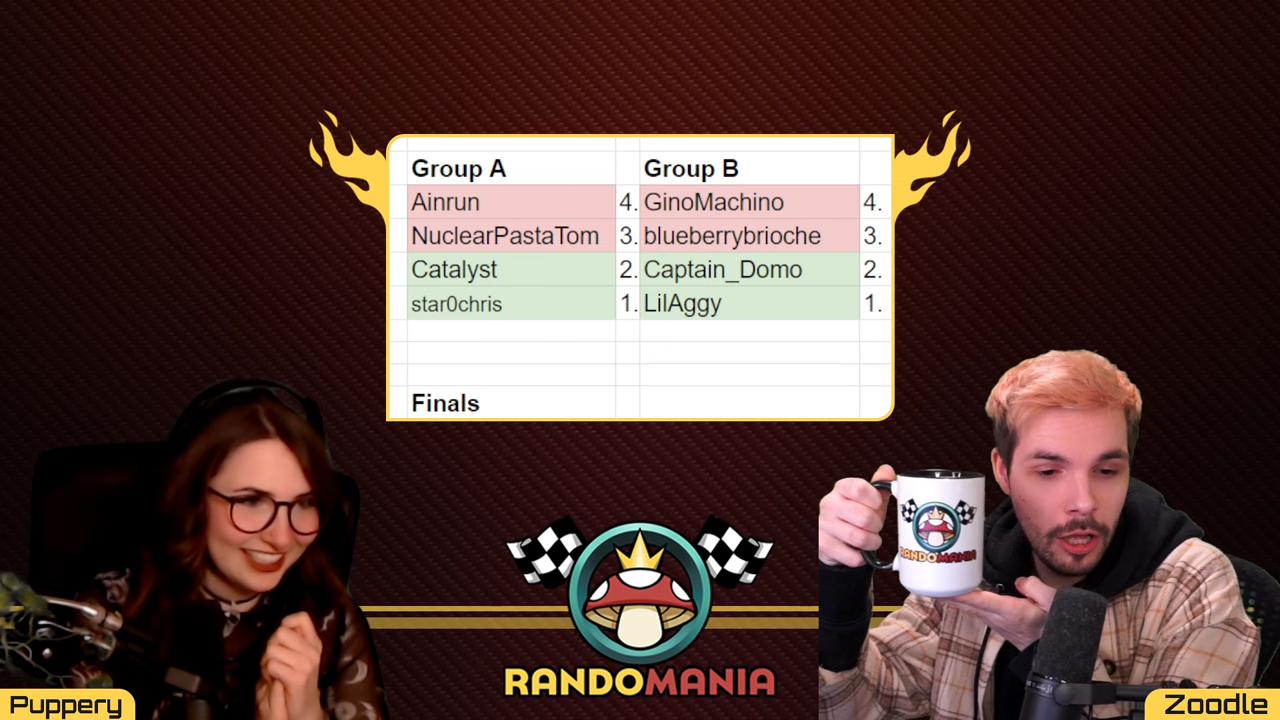 Group A Group B
Ainrun 4. GinoMachino 4.
NuclearPastaTom 3. blueberrybrioche 3.
Catalyst 2. Captain_Domo 2.
star0chris 1. LilAggy 1.
Finals
RANDOMANIA
RANDOMANIA
Puppery
Zoodle